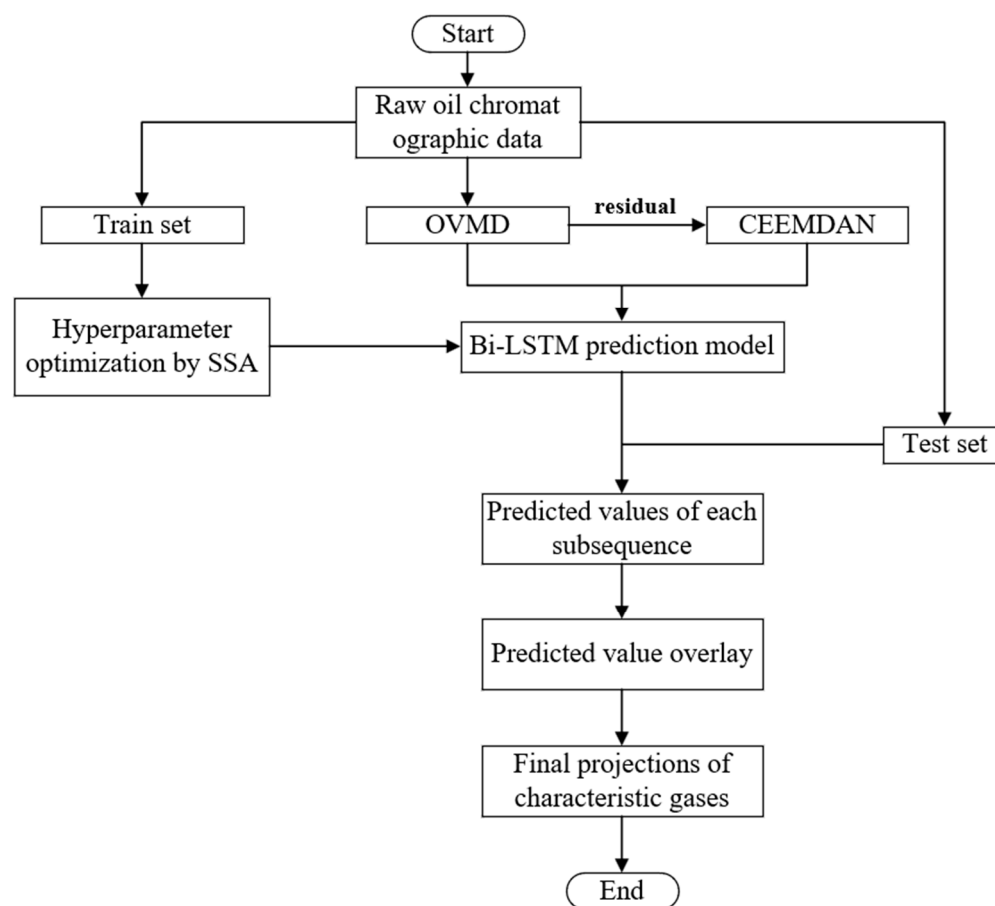 Start
Raw oil chromat
ographic data
Train set
OVMD
residual
CEEMDAN
Hyperparameter
optimization by SSA
Bi-LSTM prediction model
Test set
Predicted values of each
subsequence
Predicted value overlay
Final projections of
characteristic gases
End